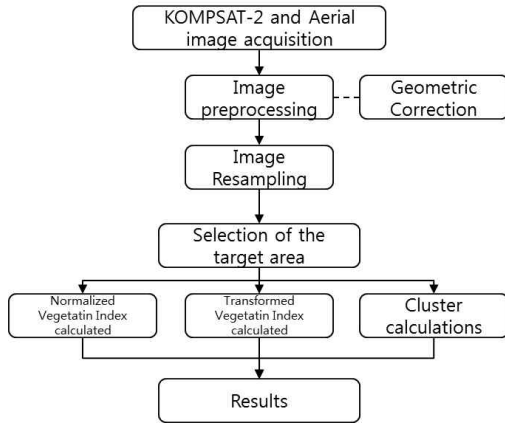 KOMPSAT-2 and Aerial
image acquisition
Image
preprocessing
Geometric
Correction
Image
Resampling
Selection of the
target area
Normalized
Vegetatin Index
calculated
Transformed
Vegetatin Index
calculated
Cluster
calculations
Results